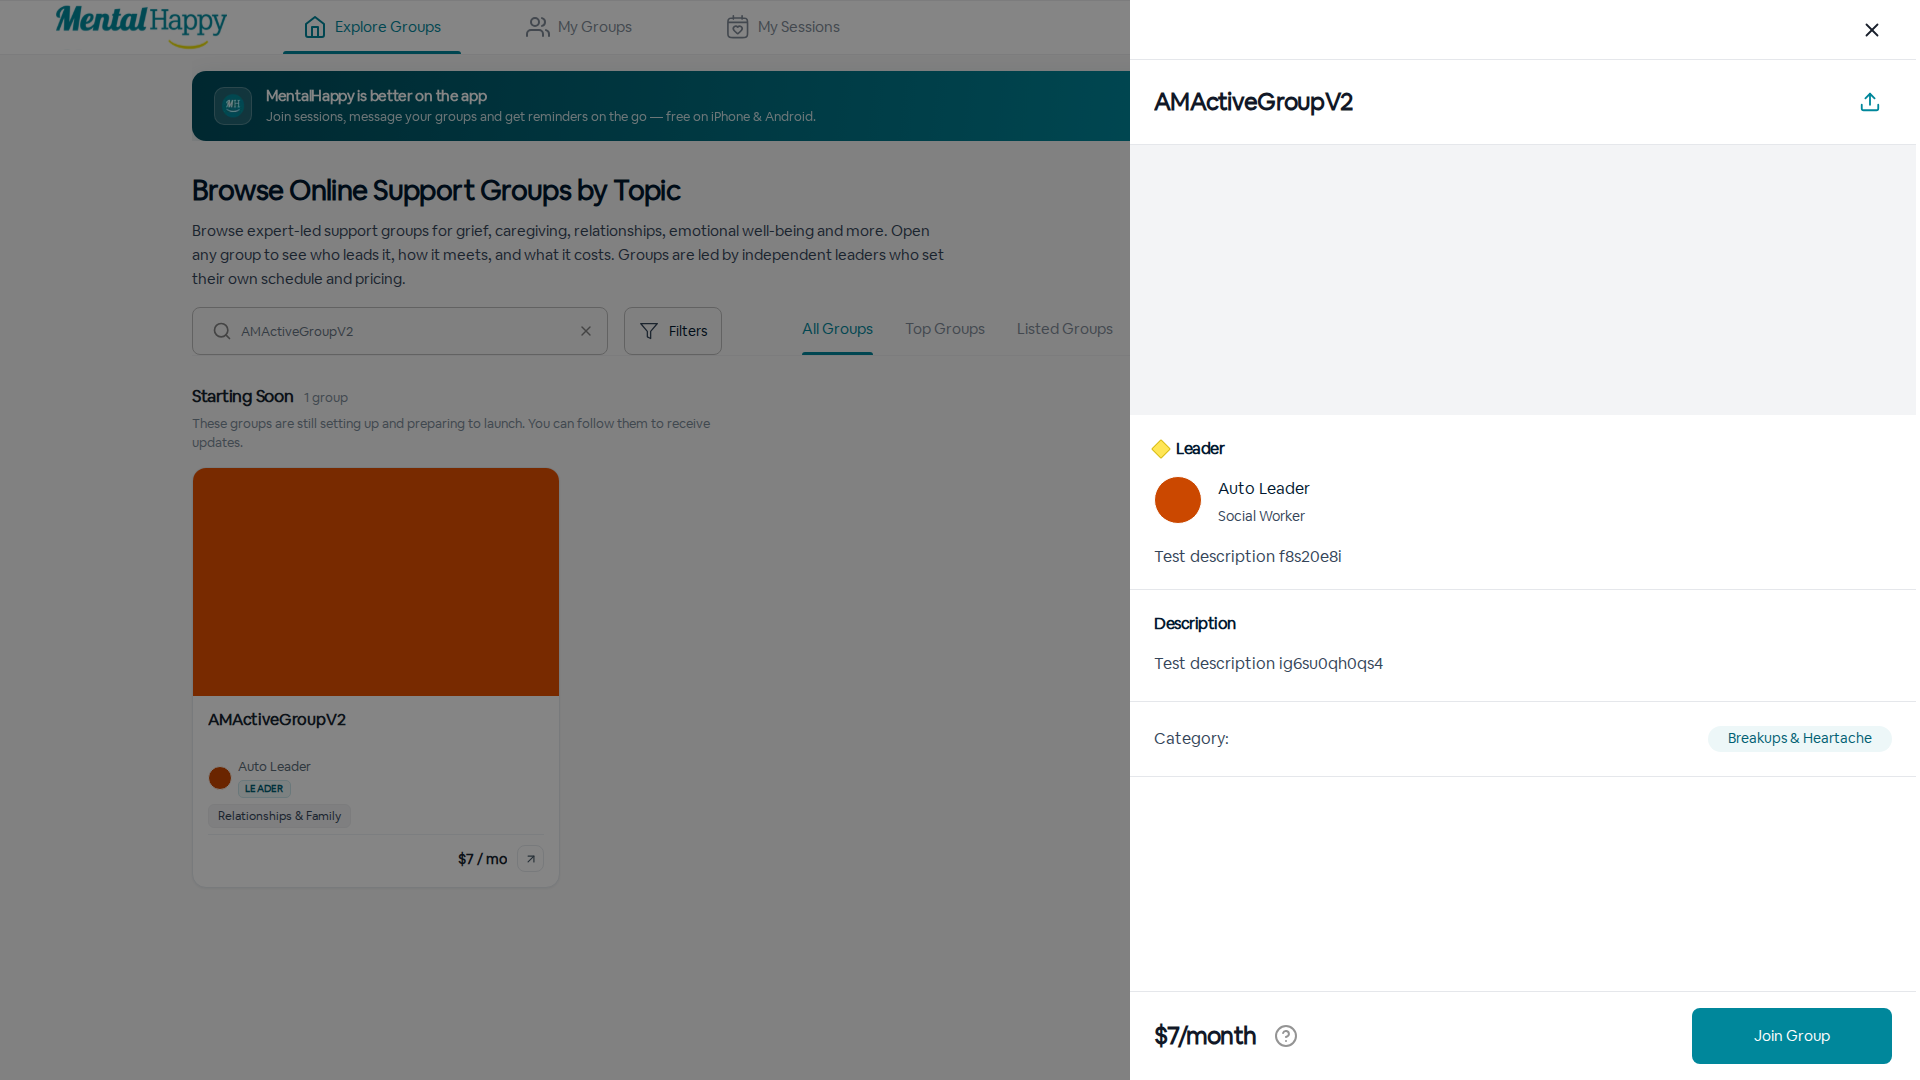 Mental Happy
Explore Groups
My Groups
My Sessions
MH
MentalHappy is better on the app
Join sessions, message your groups and get reminders on the go — free on iPhone & Android.
Browse Online Support Groups by Topic
Browse expert-led support groups for grief, caregiving, relationships, emotional well-being and more. Open
any group to see who leads it, how it meets, and what it costs. Groups are led by independent leaders who set
their own schedule and pricing.
AMActiveGroupV2
Filters
All Groups
Top Groups
Listed Groups
Starting Soon 1 group
These groups are still setting up and preparing to launch. You can follow them to receive
updates.
AMActiveGroupV2
Auto Leader
LEADER
Relationships & Family
$7 / mo
AMActiveGroupV2
Leader
Auto Leader
Social Worker
Test description f8s20e8i
Description
Test description ig6su0qh0qs4
Category:
Breakups & Heartache
$7/month
Join Group